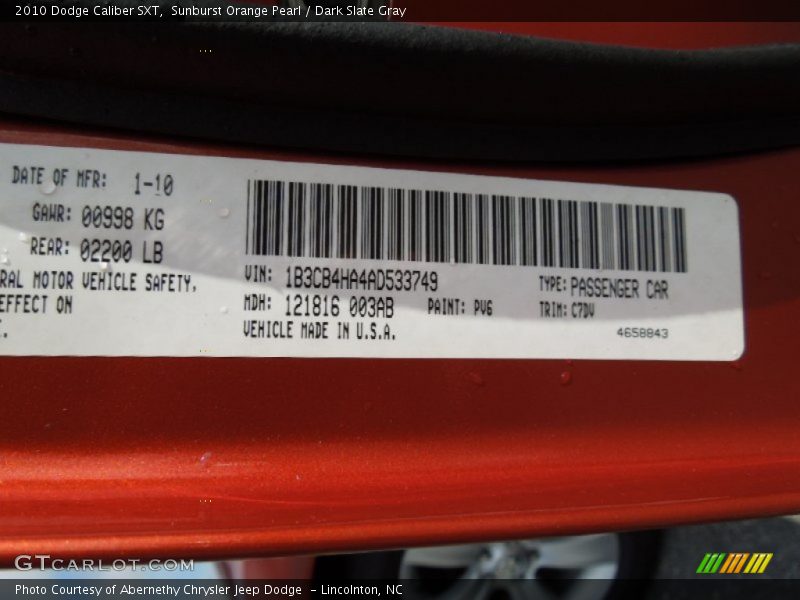 2010 Dodge Caliber SXT,  Sunburst Orange Pearl / Dark Slate Gray
DATE OF MFR: 1-10
GAWR: 00998 KG
REAR: 02200 LB
RAL MOTOR VEHICLE SAFETY,
EFFECT ON
VIN: 1B3CB4HA4AD533749
TYPE: PASSENGER CAR
MDH: 121816 003AB
PAINT: PV6
TRIM: C7DV
VEHICLE MADE IN U.S.A.
4658843
GTCARLOT.COM
Photo Courtesy of Abernethy Chrysler Jeep Dodge  - Lincolnton, NC